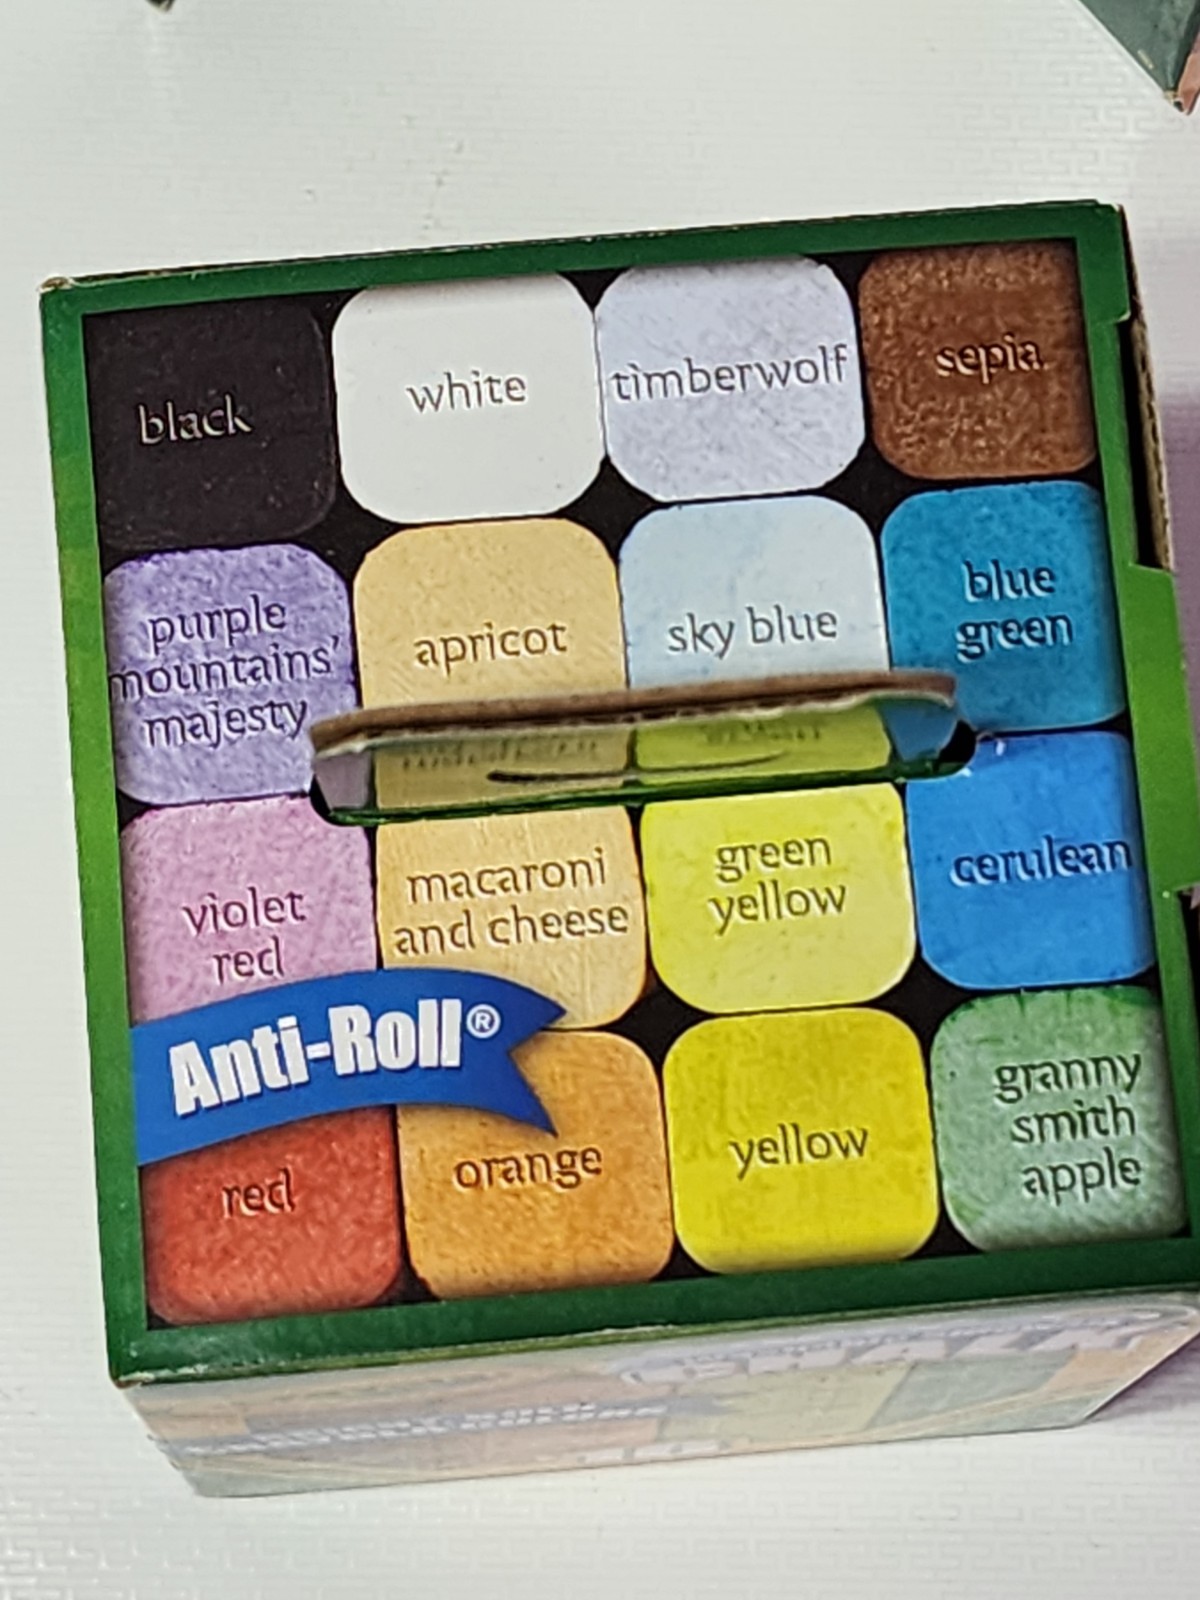 black
white
timberwolf
sepia
purple
mountains'
majesty
apricot
sky blue
blue
green
violet
red
macaroni
and cheese
green
yellow
cerulean
Anti-Roll®
red
orange
yellow
granny
smith
apple
CHALK